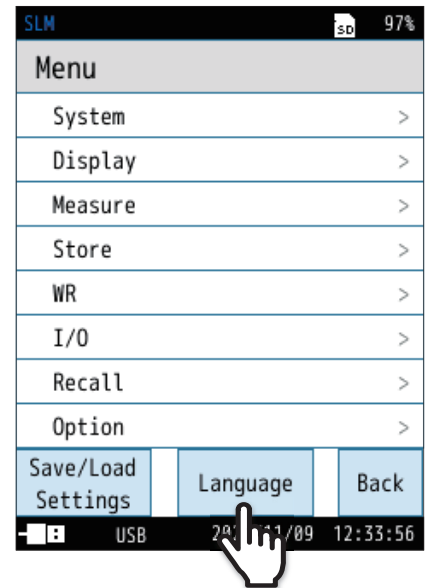 SLM SD 97%
Menu
System >
Display >
Measure >
Store >
WR >
I/O >
Recall >
Option >
Save/Load
Settings
Language
Back
USB /09 12:33:56